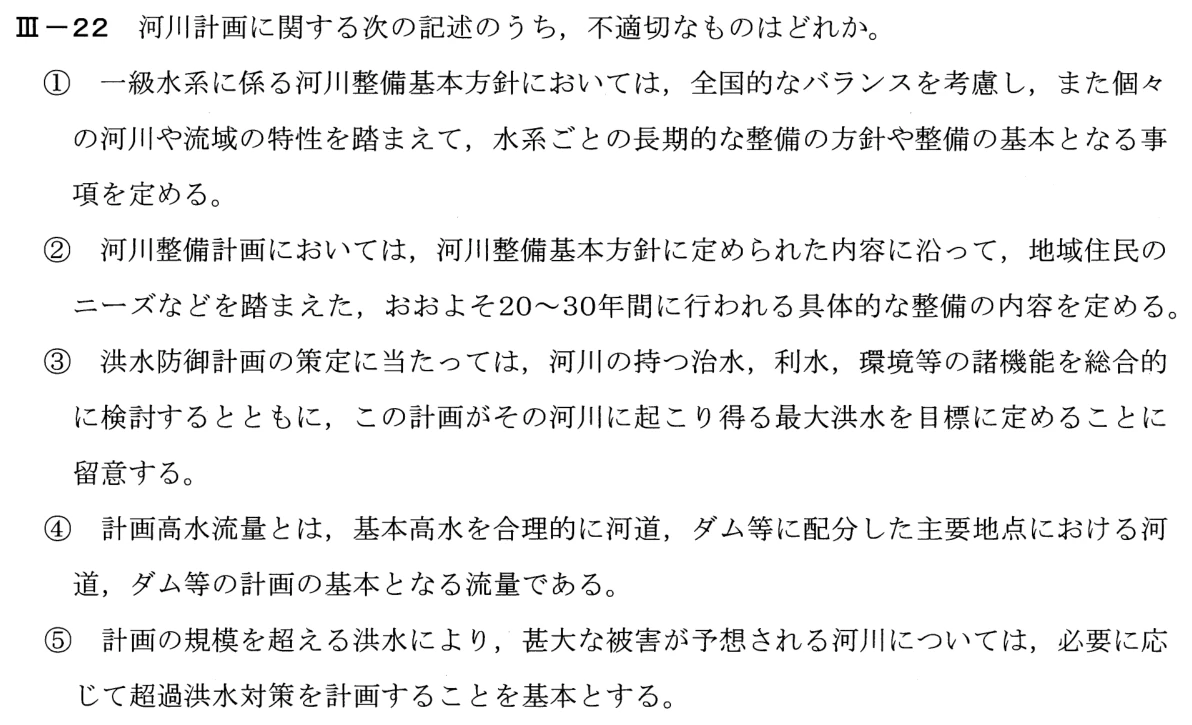 Ⅲ－22　河川計画に関する次の記述のうち，不適切なものはどれか。
①　一級水系に係る河川整備基本方針においては，全国的なバランスを考慮し，また個々
の河川や流域の特性を踏まえて，水系ごとの長期的な整備の方針や整備の基本となる事
項を定める。
②　河川整備計画においては，河川整備基本方針に定められた内容に沿って，地域住民の
ニーズなどを踏まえた，おおよそ20～30年間に行われる具体的な整備の内容を定める。
③　洪水防御計画の策定に当たっては，河川の持つ治水，利水，環境等の諸機能を総合的
に検討するとともに，この計画がその河川に起こり得る最大洪水を目標に定めることに
留意する。
④　計画高水流量とは，基本高水を合理的に河道，ダム等に配分した主要地点における河
道，ダム等の計画の基本となる流量である。
⑤　計画の規模を超える洪水により，甚大な被害が予想される河川については，必要に応
じて超過洪水対策を計画することを基本とする。